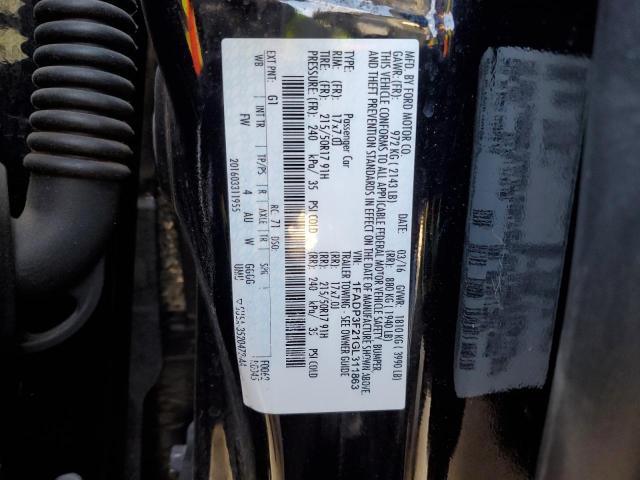 MFD. BY FORD MOTOR CO.
DATE: 03/16 GVWR: 1810 KG ( 3990 LB)
GAWR:(FR): 972 KG ( 2143 LB) (RR): 880 KG ( 1940 LB)
THIS VEHICLE CONFORMS TO ALL APPLICABLE FEDERAL MOTOR VEHICLE SAFETY BUMPER
AND THEFT PREVENTION STANDARDS IN EFFECT ON THE DATE OF MANUFACTURE SHOWN ABOVE.
VIN: 1FADP3F21GL311863
TYPE: Passenger Car TRAILER TOWING - SEE OWNER GUIDE
RIM: (FR): 17x7.0J (RR): 17x7.0J
TIRE: (FR): 215/50R17 91H (RR): 215/50R17 91H
PRESSURE: (FR): 240 kPa/ 35 PSI COLD (RR): 240 kPa/ 35 PSI COLD
EXT PNT: G1 RC: 71 DSO:
WB INT TR TP/PS R AXLE TR SPR
FW 4 AU W GGGG
201603311955